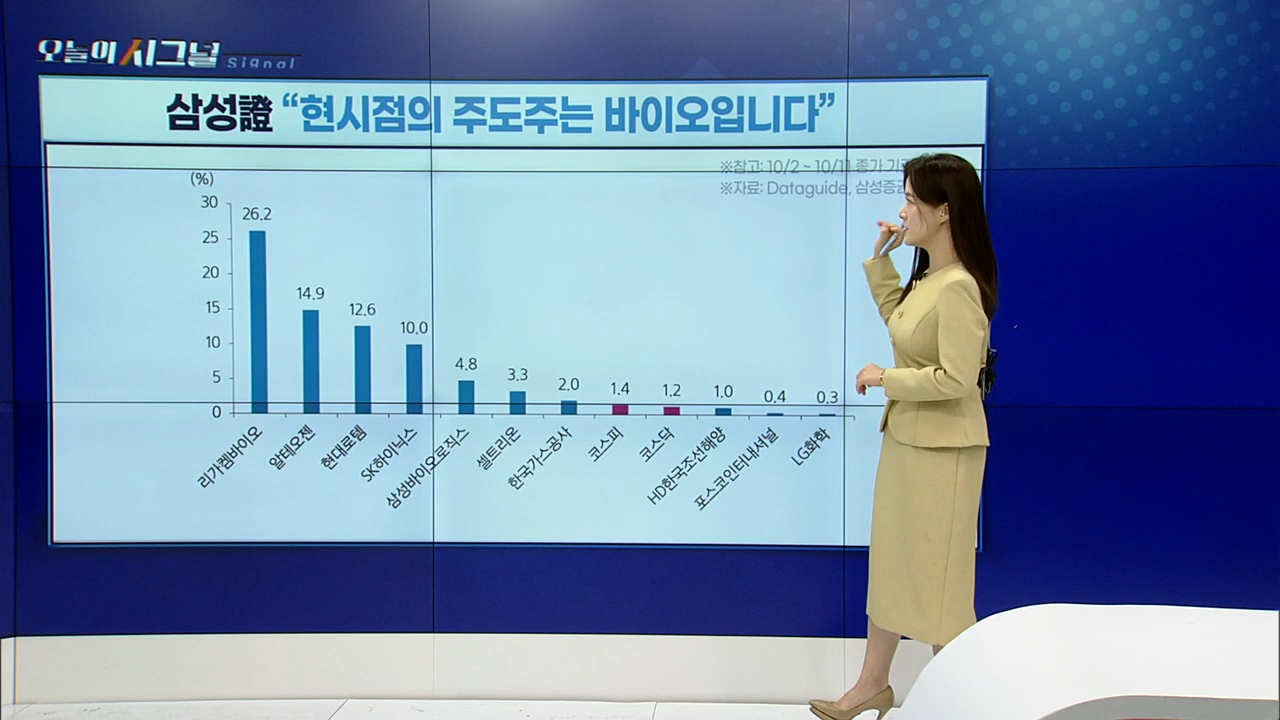 오늘의 시그널 Signal
삼성證 “현시점의 주도주는 바이오입니다”
※참고: 10/2 ~ 10/11 종가
※자료: Dataguide, 삼성증권
(%)
30
25
20
15
10
5
0
26.2
14.9
12.6
10.0
4.8
3.3
2.0
1.4
1.2
1.0
0.4
0.3
리가켐바이오
알테오젠
현대로템
SK하이닉스
삼성바이오로직스
셀트리온
한국가스공사
코스피
코스닥
HD한국조선해양
포스코인터내셔널
LG화학